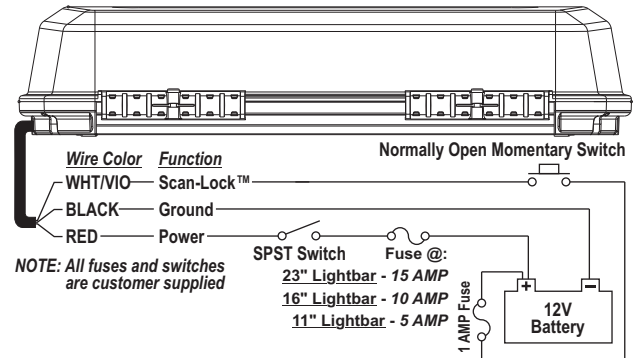 Normally Open Momentary Switch
Wire Color Function
WHT/VIO Scan-Lock™
BLACK Ground
RED Power
SPST Switch
Fuse @:
23" Lightbar - 15 AMP
16" Lightbar - 10 AMP
11" Lightbar - 5 AMP
NOTE: All fuses and switches
are customer supplied
1 AMP Fuse
+ −
12V
Battery